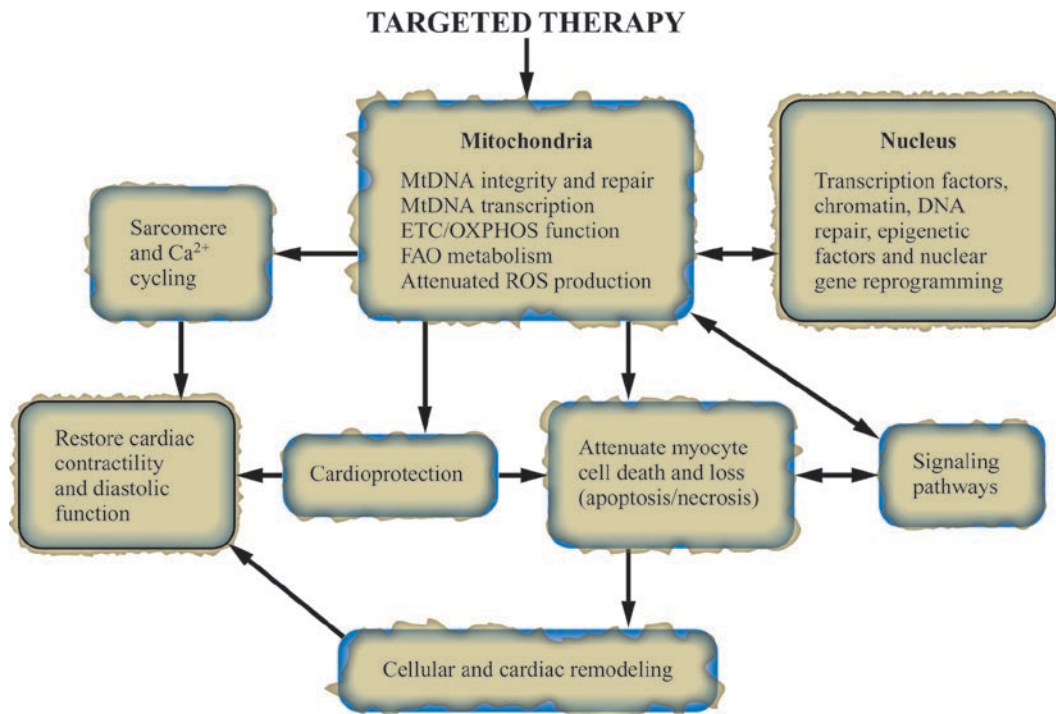 TARGETED THERAPY
Mitochondria
MtDNA integrity and repair
MtDNA transcription
ETC/OXPHOS function
FAO metabolism
Attenuated ROS production
Nucleus
Transcription factors,
chromatin, DNA
repair, epigenetic
factors and nuclear
gene reprogramming
Sarcomere
and Ca²⁺
cycling
Restore cardiac
contractility
and diastolic
function
Cardioprotection
Attenuate myocyte
cell death and loss
(apoptosis/necrosis)
Signaling
pathways
Cellular and cardiac remodeling